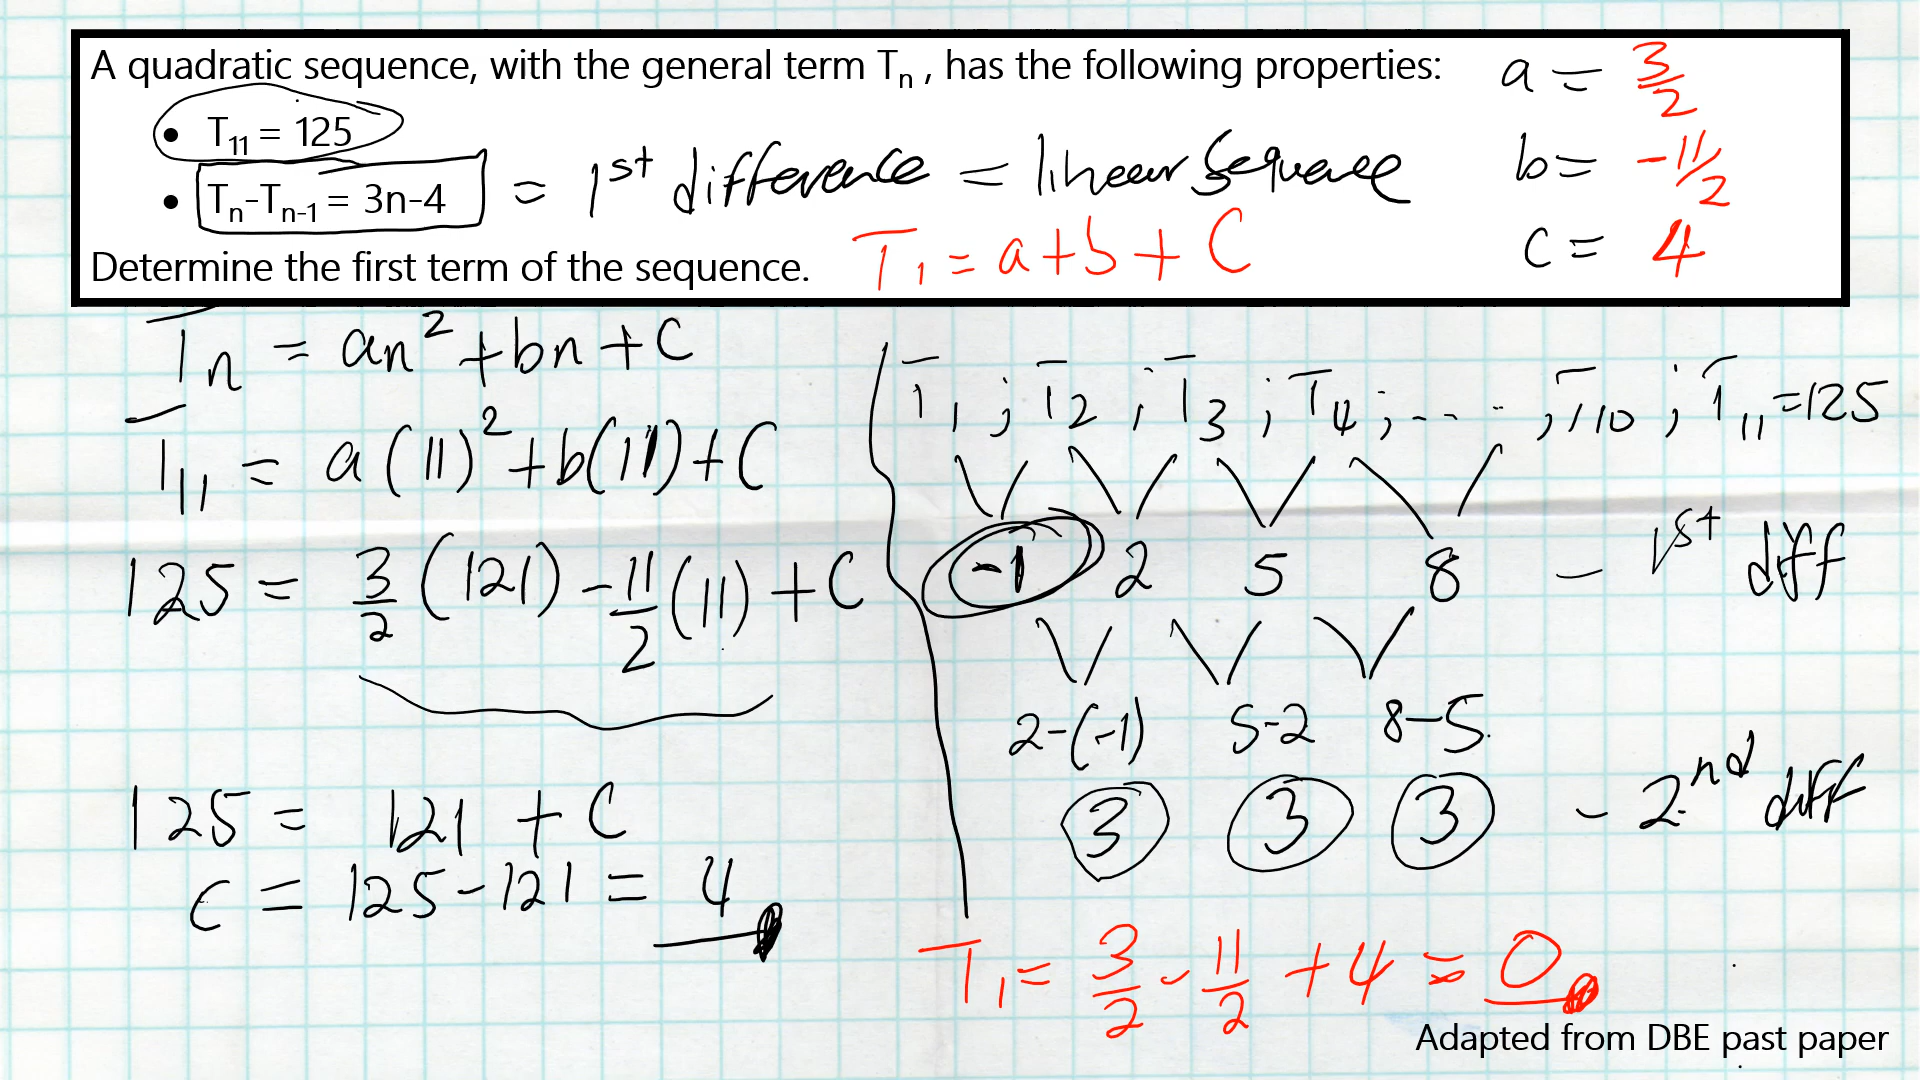 A quadratic sequence, with the general term Tₙ , has the following properties:
• T₁₁ = 125
• Tₙ-Tₙ₋₁ = 3n-4
= 1ˢᵗ difference = linear Sequence
Determine the first term of the sequence.
T₁ = a + b + C
a = 3/2
b = -11/2
c = 4
Tₙ = an² + bn + C
T₁₁ = a(11)² + b(11) + C
125 = 3/2 (121) - 11/2 (11) + C
125 = 121 + C
c = 125 - 121 = 4
T₁ ; T₂ ; T₃ ; T₄ ; ... ; T₁₀ ; T₁₁ = 125
-1 2 5 8 - 1ˢᵗ diff
2-(-1) 5-2 8-5
3 3 3 - 2ⁿᵈ diff
T₁ = 3/2 - 11/2 + 4 = 0
Adapted from DBE past paper